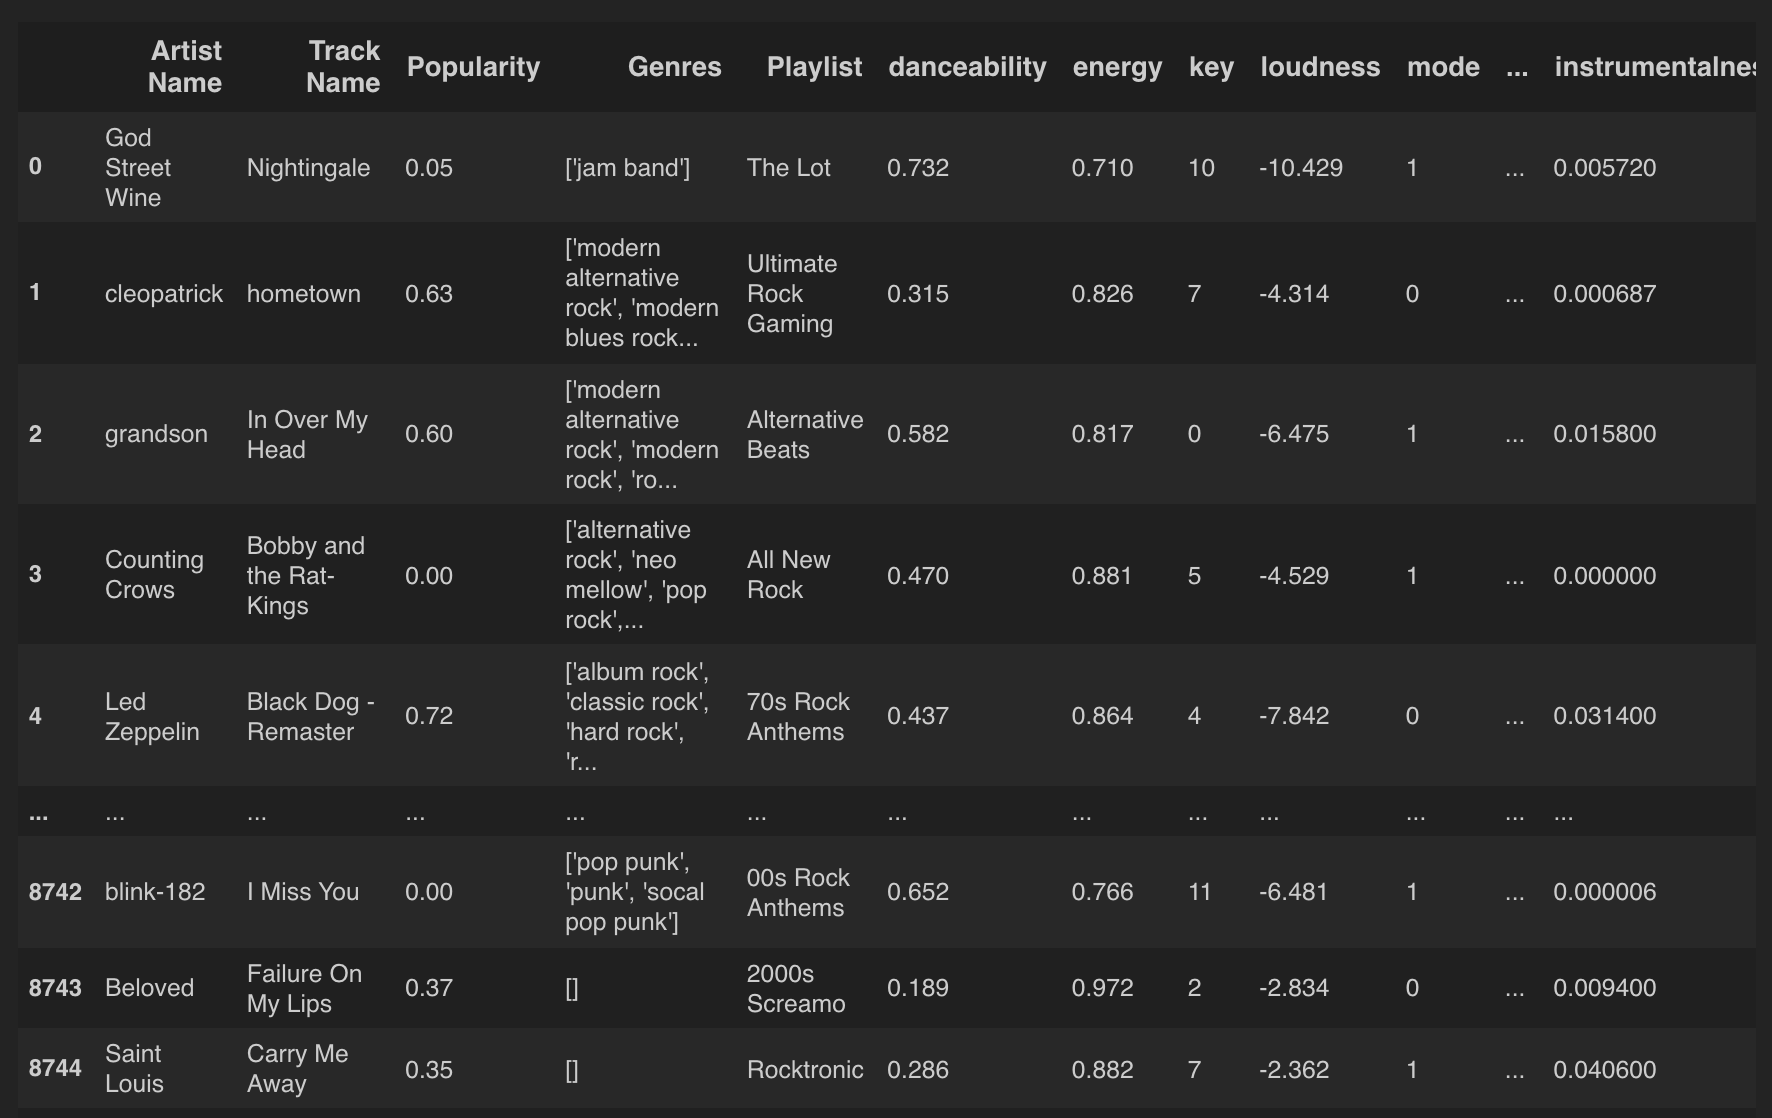 Artist Name Track Name Popularity Genres Playlist danceability energy key loudness mode ... instrumentalnes
0 God Street Wine Nightingale 0.05 ['jam band'] The Lot 0.732 0.710 10 -10.429 1 ... 0.005720
1 cleopatrick hometown 0.63 ['modern alternative rock', 'modern blues rock... Ultimate Rock Gaming 0.315 0.826 7 -4.314 0 ... 0.000687
2 grandson In Over My Head 0.60 ['modern alternative rock', 'modern rock', 'ro... Alternative Beats 0.582 0.817 0 -6.475 1 ... 0.015800
3 Counting Crows Bobby and the Rat-Kings 0.00 ['alternative rock', 'neo mellow', 'pop rock',... All New Rock 0.470 0.881 5 -4.529 1 ... 0.000000
4 Led Zeppelin Black Dog - Remaster 0.72 ['album rock', 'classic rock', 'hard rock', 'r... 70s Rock Anthems 0.437 0.864 4 -7.842 0 ... 0.031400
... ... ... ... ... ... ... ... ... ... ... ... ...
8742 blink-182 I Miss You 0.00 ['pop punk', 'punk', 'socal pop punk'] 00s Rock Anthems 0.652 0.766 11 -6.481 1 ... 0.000006
8743 Beloved Failure On My Lips 0.37 [] 2000s Screamo 0.189 0.972 2 -2.834 0 ... 0.009400
8744 Saint Louis Carry Me Away 0.35 [] Rocktronic 0.286 0.882 7 -2.362 1 ... 0.040600